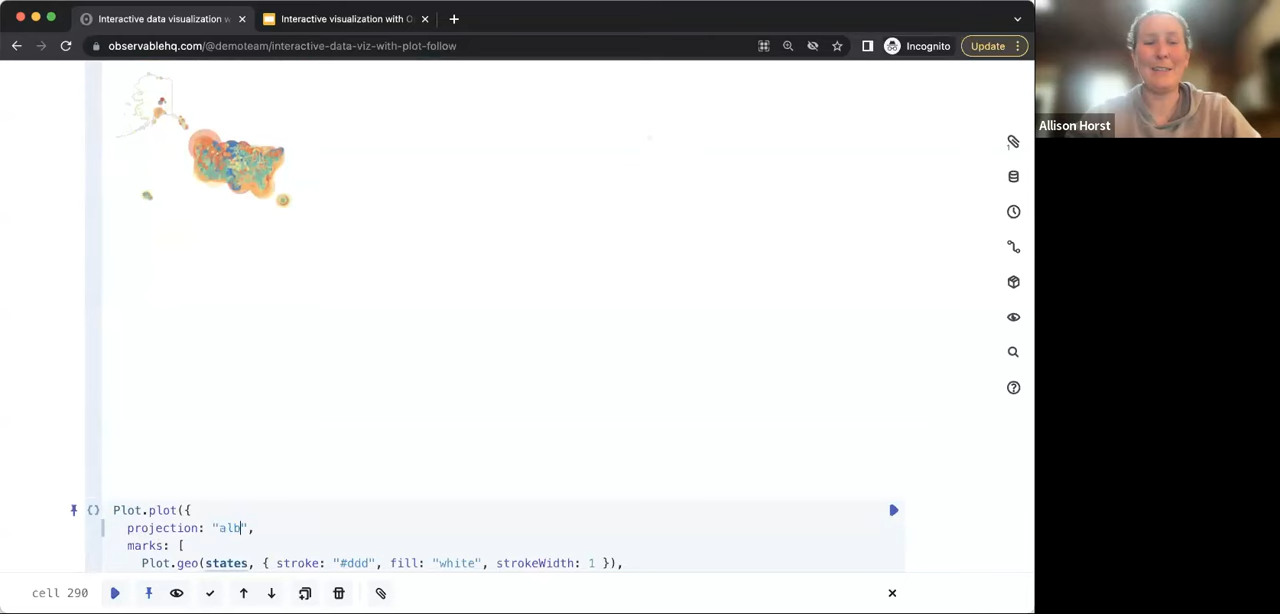 Interactive data visualization w
Interactive visualization with O
observablehq.com/@demoteam/interactive-data-viz-with-plot-follow
Incognito
Update
Allison Horst
Plot.plot({
projection: "alb",
marks: [
Plot.geo(states, { stroke: "#ddd", fill: "white", strokeWidth: 1 }),
cell 290